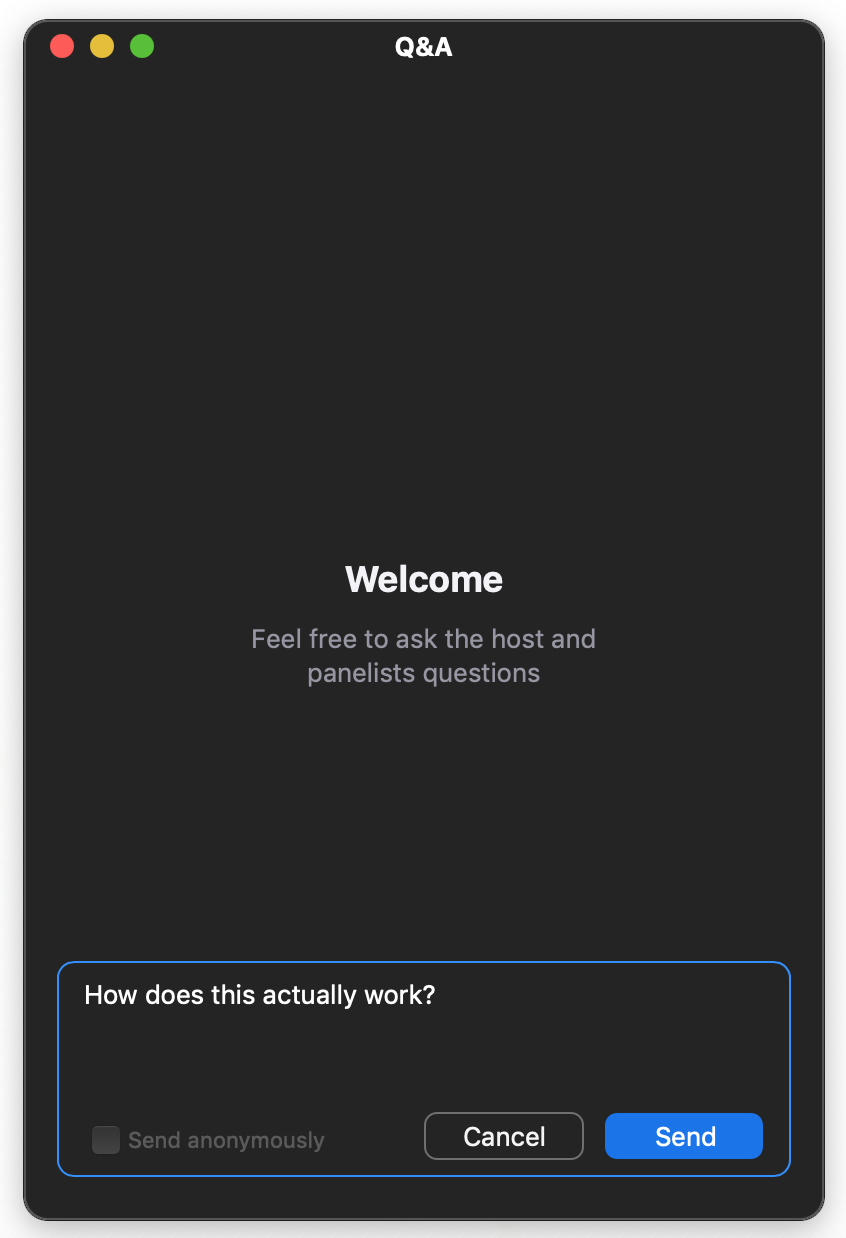 Q&A
Welcome
Feel free to ask the host and
panelists questions
How does this actually work?
Send anonymously
Cancel
Send